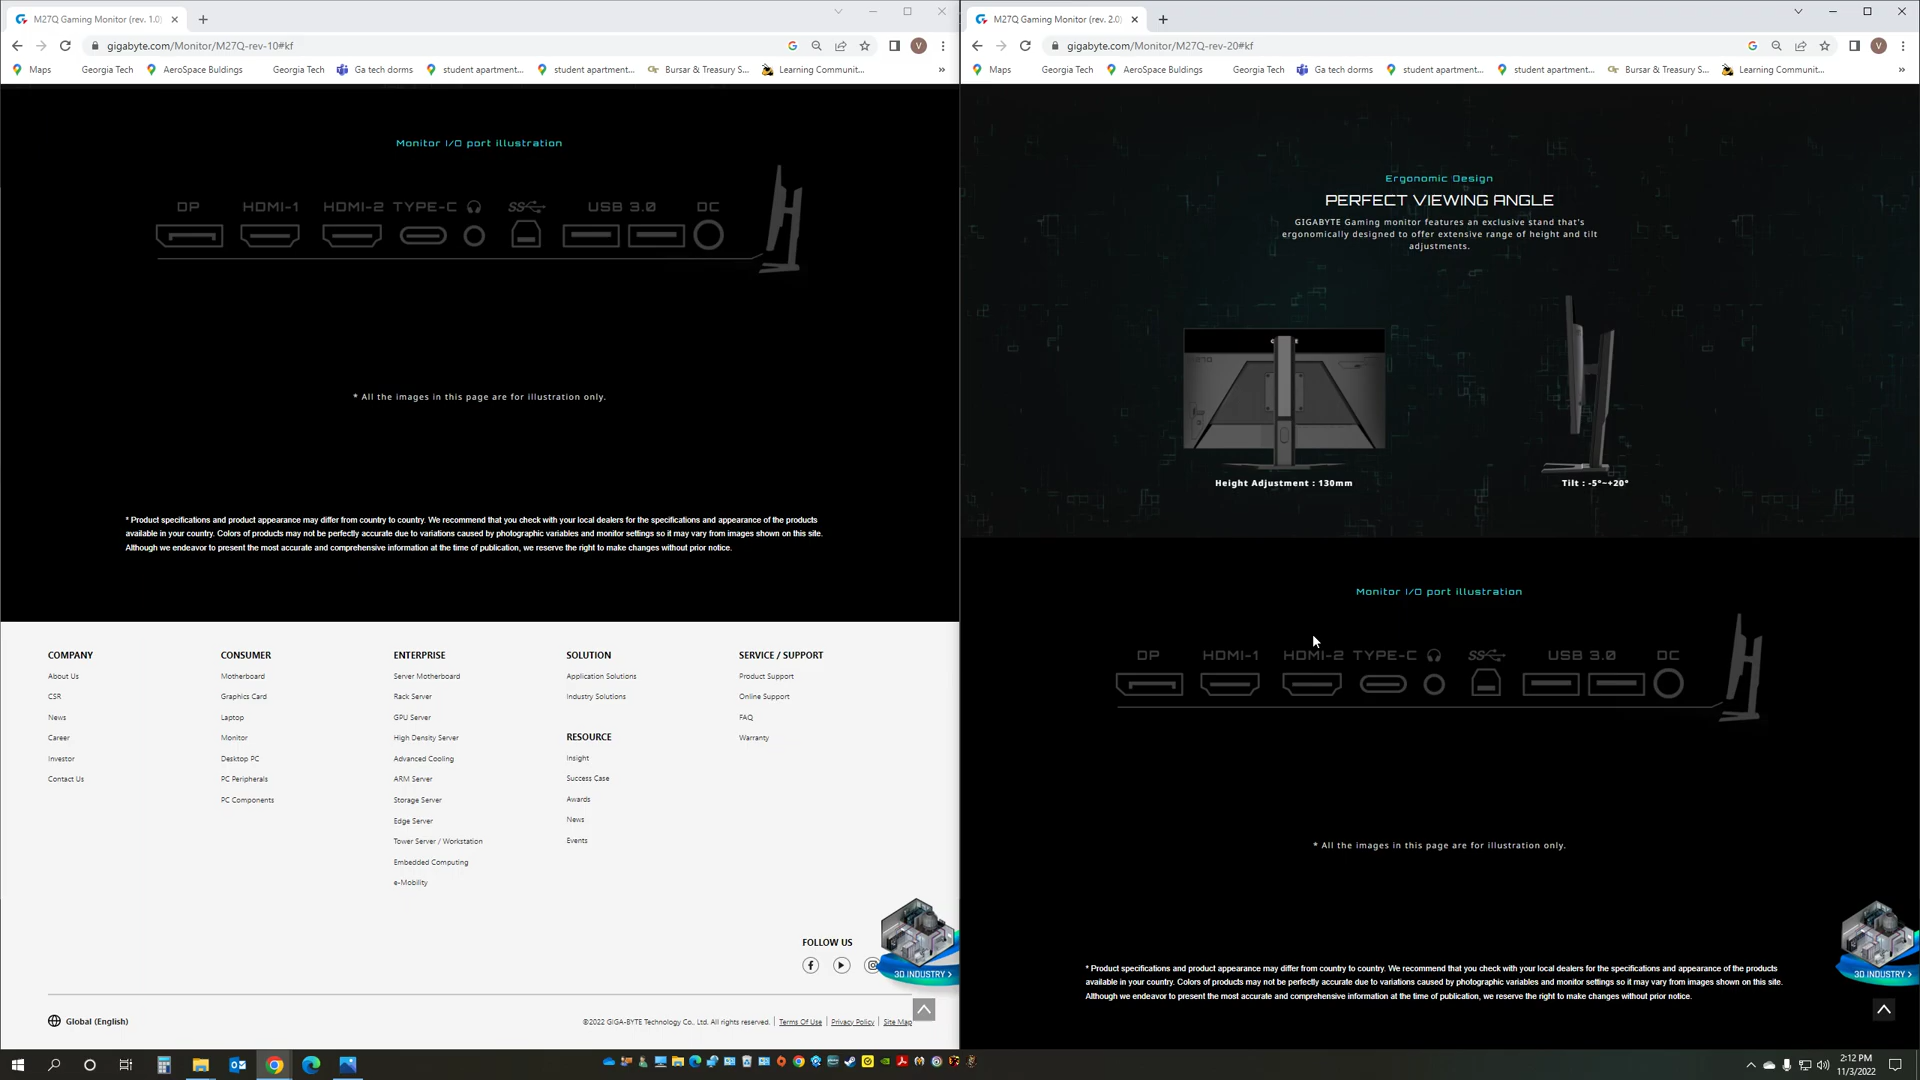 M27Q Gaming Monitor (rev. 1.0)
gigabyte.com/Monitor/M27Q-rev-10#kf
V
Maps
Georgia Tech
AeroSpace Buldings
Georgia Tech
Ga tech dorms
student apartment...
student apartment...
Bursar & Treasury S...
Learning Communit...
»
Monitor I/O port illustration
DP HDMI-1 HDMI-2 TYPE-C USB 3.0 DC
* All the images in this page are for illustration only.
* Product specifications and product appearance may differ from country to country. We recommend that you check with your local dealers for the specifications and appearance of the products
available in your country. Colors of products may not be perfectly accurate due to variations caused by photographic variables and monitor settings so it may vary from images shown on this site.
Although we endeavor to present the most accurate and comprehensive information at the time of publication, we reserve the right to make changes without prior notice.
COMPANY
About Us
CSR
News
Career
Investor
Contact Us
CONSUMER
Motherboard
Graphics Card
Laptop
Monitor
Desktop PC
PC Peripherals
PC Components
ENTERPRISE
Server Motherboard
Rack Server
GPU Server
High Density Server
Advanced Cooling
ARM Server
Storage Server
Edge Server
Tower Server / Workstation
Embedded Computing
e-Mobility
SOLUTION
Application Solutions
Industry Solutions
RESOURCE
Insight
Success Case
Awards
News
Events
SERVICE / SUPPORT
Product Support
Online Support
FAQ
Warranty
FOLLOW US
3D INDUSTRY >
Global (English)
©2022 GIGA-BYTE Technology Co., Ltd. All rights reserved. | Terms Of Use | Privacy Policy | Site Map
M27Q Gaming Monitor (rev. 2.0)
gigabyte.com/Monitor/M27Q-rev-20#kf
V
Maps
Georgia Tech
AeroSpace Buldings
Georgia Tech
Ga tech dorms
student apartment...
student apartment...
Bursar & Treasury S...
Learning Communit...
»
Ergonomic Design
PERFECT VIEWING ANGLE
GIGABYTE Gaming monitor features an exclusive stand that's
ergonomically designed to offer extensive range of height and tilt
adjustments.
Height Adjustment : 130mm
Tilt : -5°~+20°
Monitor I/O port illustration
DP HDMI-1 HDMI-2 TYPE-C USB 3.0 DC
* All the images in this page are for illustration only.
3D INDUSTRY >
* Product specifications and product appearance may differ from country to country. We recommend that you check with your local dealers for the specifications and appearance of the products
available in your country. Colors of products may not be perfectly accurate due to variations caused by photographic variables and monitor settings so it may vary from images shown on this site.
Although we endeavor to present the most accurate and comprehensive information at the time of publication, we reserve the right to make changes without prior notice.
2:12 PM
11/3/2022